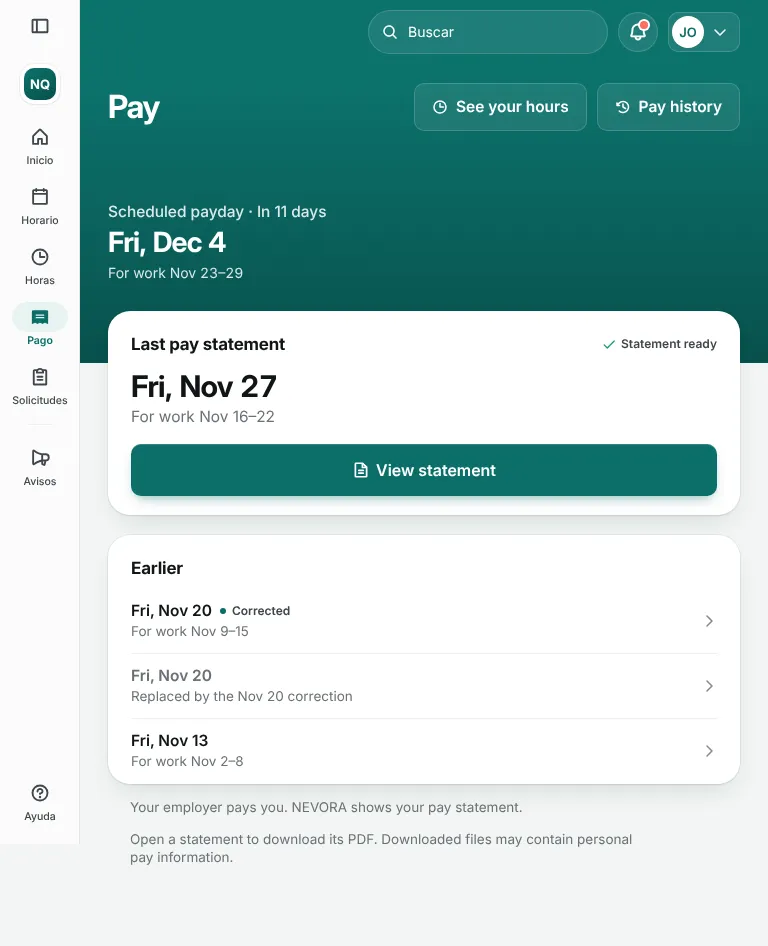 Buscar
JO
NQ
Pay
See your hours
Pay history
Inicio
Horario
Horas
Pago
Solicitudes
Avisos
Ayuda
Scheduled payday · In 11 days
Fri, Dec 4
For work Nov 23–29
Last pay statement
Statement ready
Fri, Nov 27
For work Nov 16–22
View statement
Earlier
Fri, Nov 20 • Corrected
For work Nov 9–15
Fri, Nov 20
Replaced by the Nov 20 correction
Fri, Nov 13
For work Nov 2–8
Your employer pays you. NEVORA shows your pay statement.
Open a statement to download its PDF. Downloaded files may contain personal
pay information.